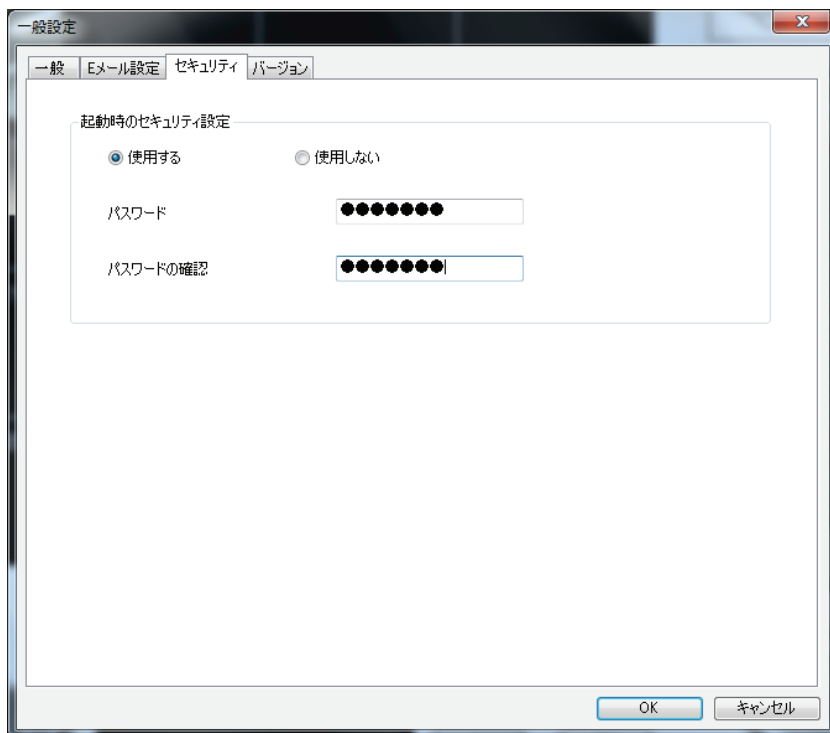 一般設定
一般 Eメール設定 セキュリティ バージョン
起動時のセキュリティ設定
使用する 使用しない
パスワード ●●●●●●●
パスワードの確認 ●●●●●●●
OK キャンセル